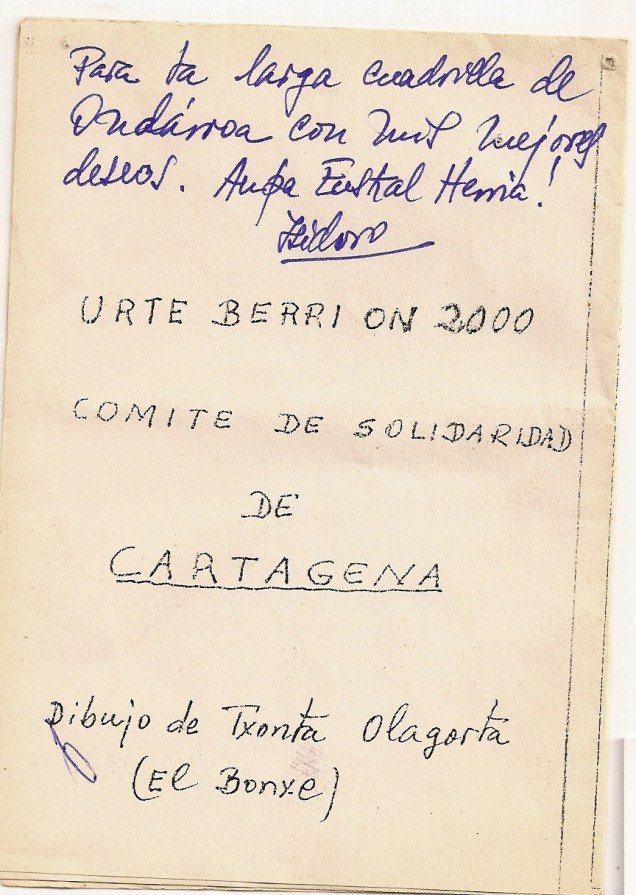 Para ta larga cuadrilla de
Ondárroa con mis mejores
deseos. Aupa Euskal Herria!
Isidoro
URTE BERRI ON 2000
COMITE DE SOLIDARIDAD
DE
CARTAGENA
Dibujo de Txonta Olagorta
(El Bonxe)